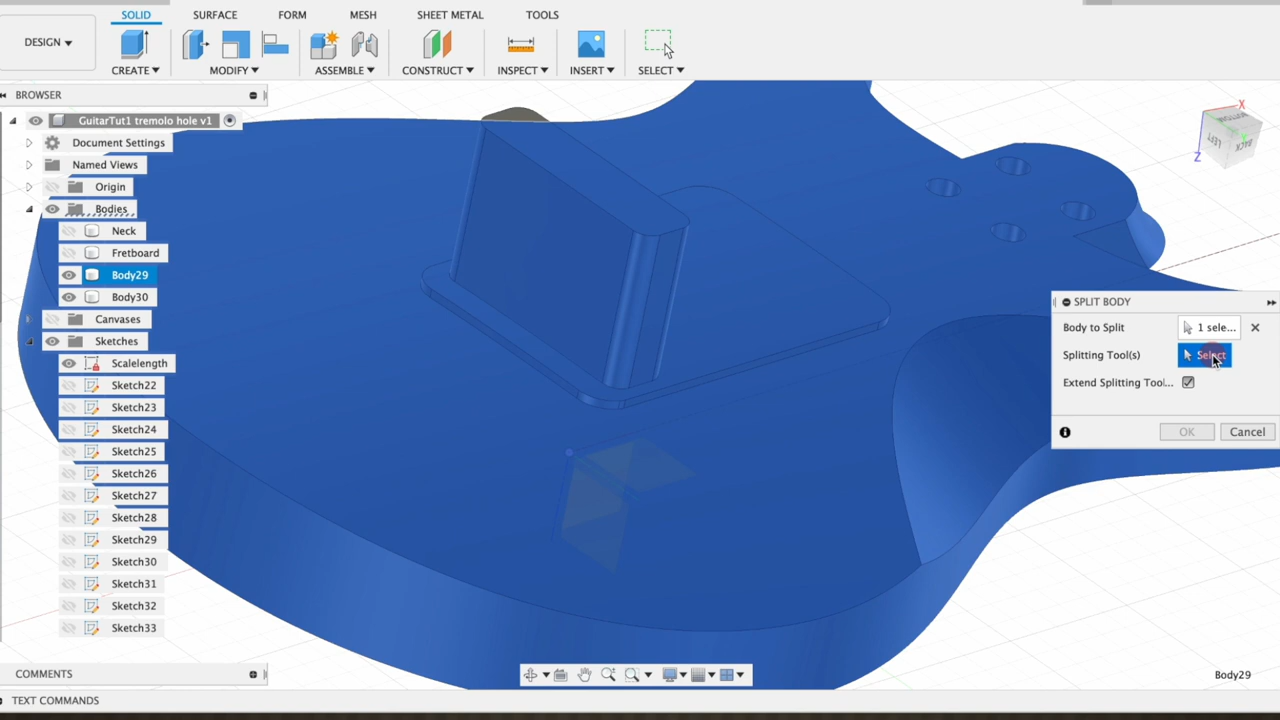 SOLID SURFACE FORM MESH SHEET METAL TOOLS
DESIGN
CREATE MODIFY ASSEMBLE CONSTRUCT INSPECT INSERT SELECT
BROWSER
GuitarTut1 tremolo hole v1
Document Settings
Named Views
Origin
Bodies
Neck
Fretboard
Body29
Body30
Canvases
Sketches
Scalelength
Sketch22
Sketch23
Sketch24
Sketch25
Sketch26
Sketch27
Sketch28
Sketch29
Sketch30
Sketch31
Sketch32
Sketch33
X
Z
BOTTOM
LEFT
BACK
SPLIT BODY
Body to Split 1 sele...
Splitting Tool(s) Select
Extend Splitting Tool...
OK Cancel
COMMENTS
Body29
TEXT COMMANDS